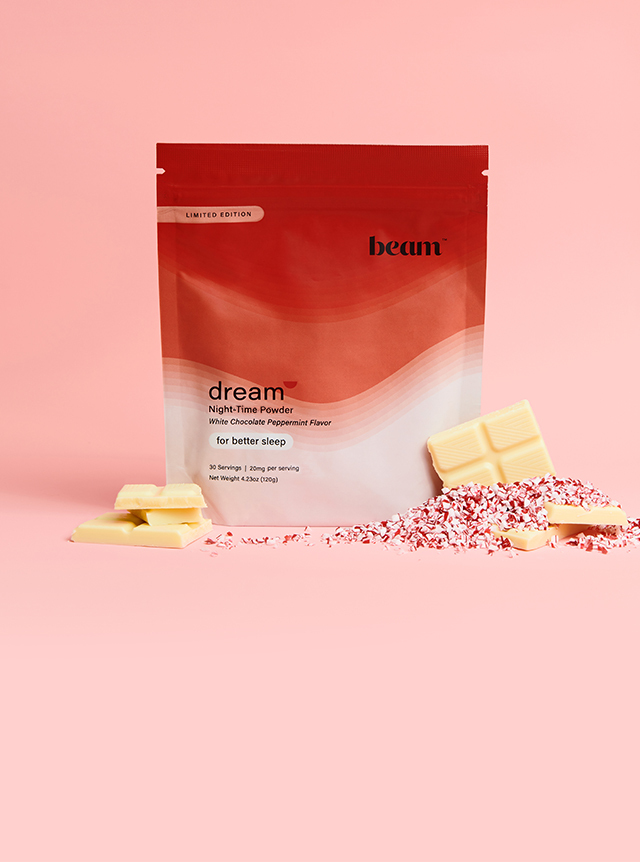 LIMITED EDITION
beam™
dream
Night-Time Powder
White Chocolate Peppermint Flavor
for better sleep
30 Servings | 20mg per serving
Net Weight 4.23oz (120g)